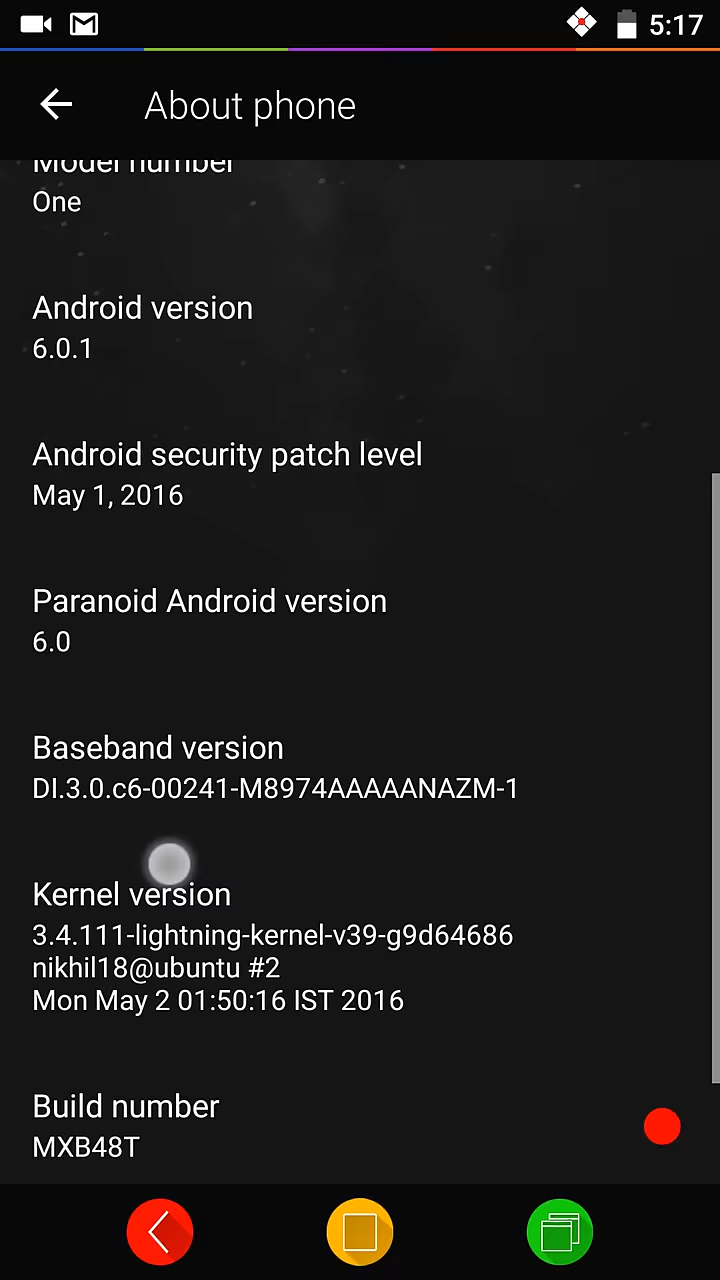 5:17
About phone
Model number
One
Android version
6.0.1
Android security patch level
May 1, 2016
Paranoid Android version
6.0
Baseband version
DI.3.0.c6-00241-M8974AAAAANAZM-1
Kernel version
3.4.111-lightning-kernel-v39-g9d64686
nikhil18@ubuntu #2
Mon May 2 01:50:16 IST 2016
Build number
MXB48T